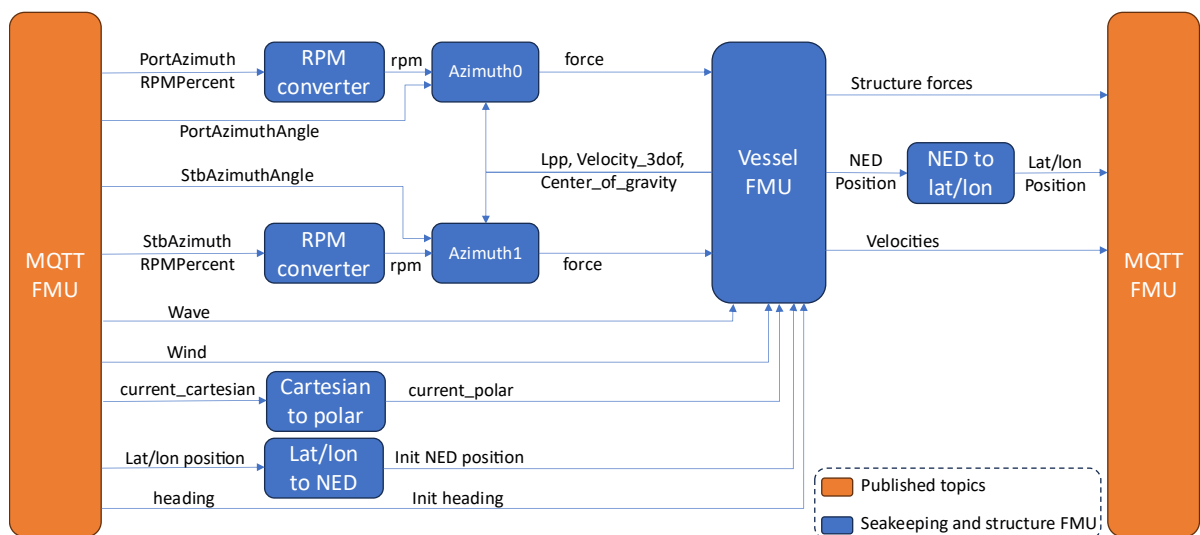 MQTT
FMU
PortAzimuth
RPMPercent
RPM
converter
rpm
Azimuth0
force
PortAzimuthAngle
StbAzimuthAngle
StbAzimuth
RPMPercent
RPM
converter
rpm
Azimuth1
force
Lpp, Velocity_3dof,
Center_of_gravity
Vessel
FMU
Structure forces
NED
Position
NED to
lat/lon
Lat/lon
Position
Velocities
MQTT
FMU
Wave
Wind
current_cartesian
Cartesian
to polar
current_polar
Lat/lon position
Lat/lon
to NED
Init NED position
heading
Init heading
Published topics
Seakeeping and structure FMU